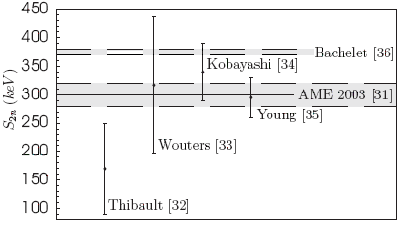 450
400
350
300
250
200
150
100
S2n (keV)
Bachelet [36]
Kobayashi [34]
AME 2003 [31]
Young [35]
Wouters [33]
Thibault [32]